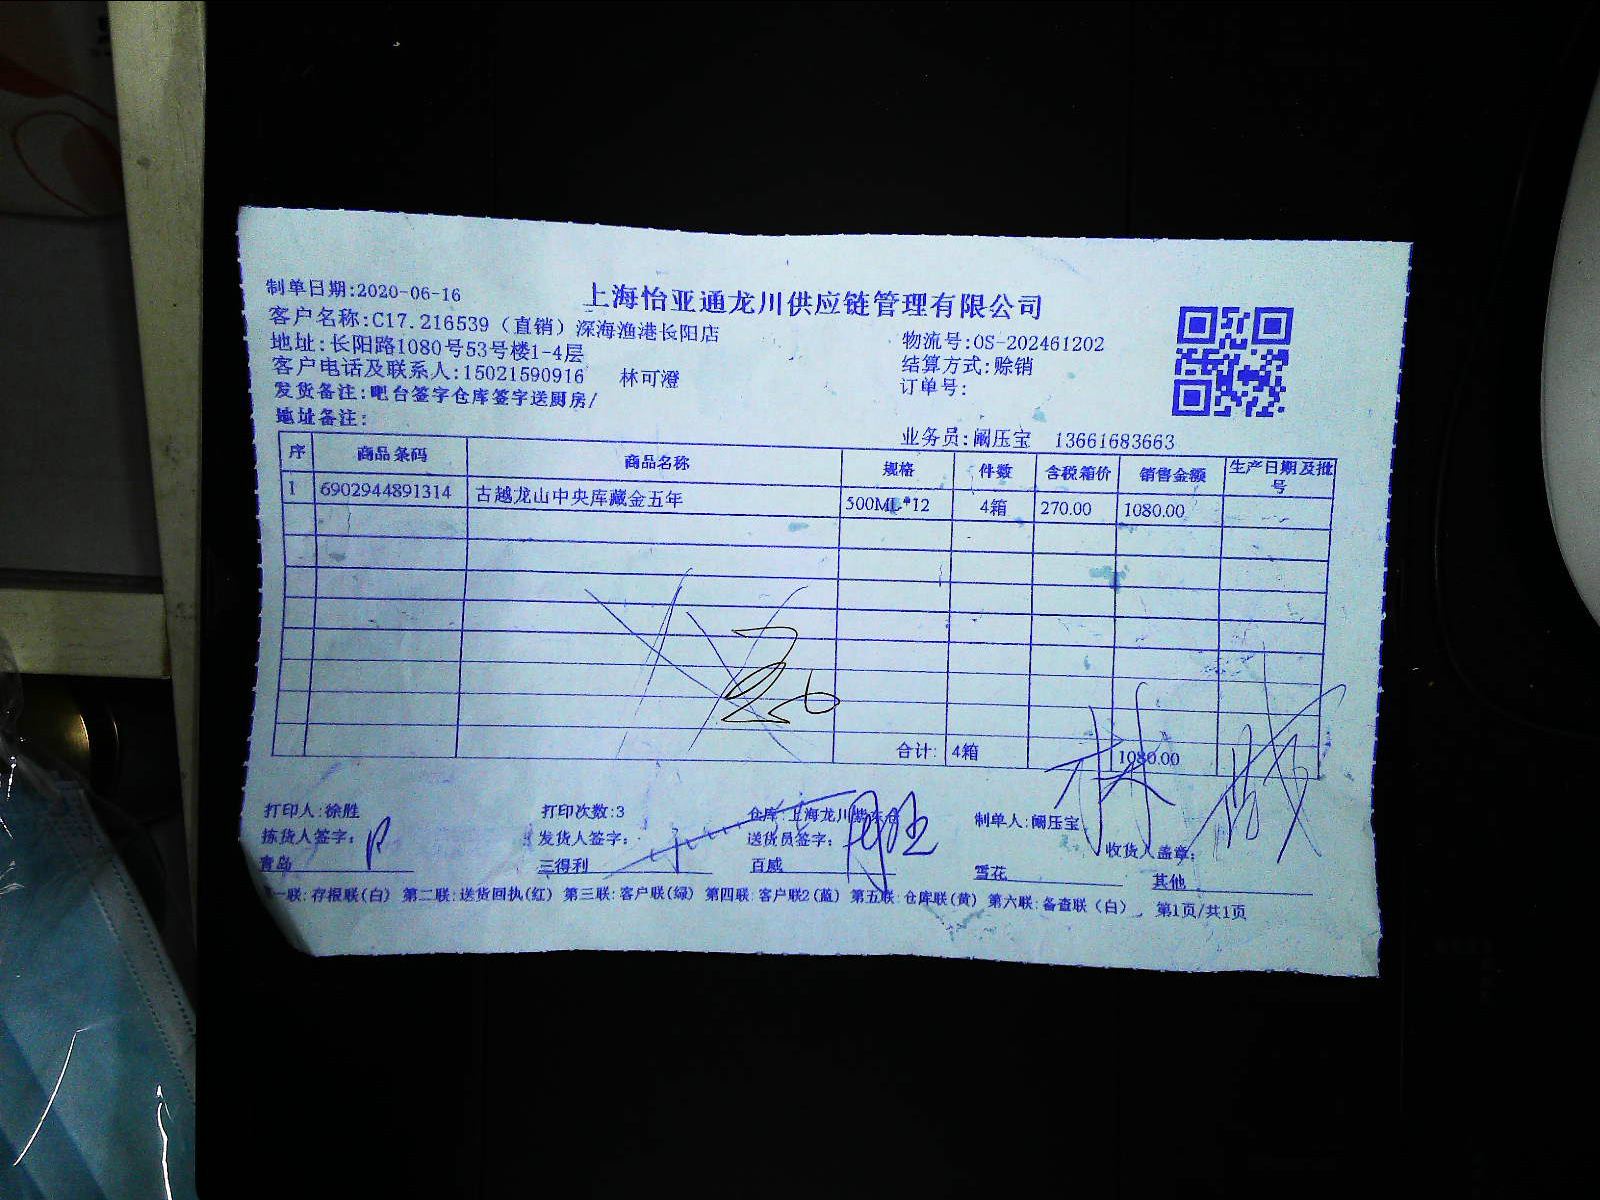 制单日期:2020-06-16
上海怡亚通龙川供应链管理有限公司
客户名称:C17.216539（直销）深海渔港长阳店
物流号:OS-202461202
地址:长阳路1080号53号楼1-4层
结算方式:赊销
客户电话及联系人:15021590916 林可澄
订单号:
发货备注:吧台签字仓库签字送厨房/
地址备注:
业务员:阚压宝 13661683663
序 商品条码 商品名称 规格 件数 含税箱价 销售金额 生产日期及批号
1 6902944891314 古越龙山中央库藏金五年 500ML*12 4箱 270.00 1080.00
合计: 4箱 1080.00
打印人:徐胜 打印次数:3 仓库:上海龙川 制单人:阚压宝
拣货人签字: 发货人签字: 送货员签字: 收货人盖章:
青岛 三得利 百威 雪花 其他
一联:存根联(白) 第二联:送货回执(红) 第三联:客户联(绿) 第四联:客户联2(蓝) 第五联:仓库联(黄) 第六联:备查联（白） 第1页/共1页